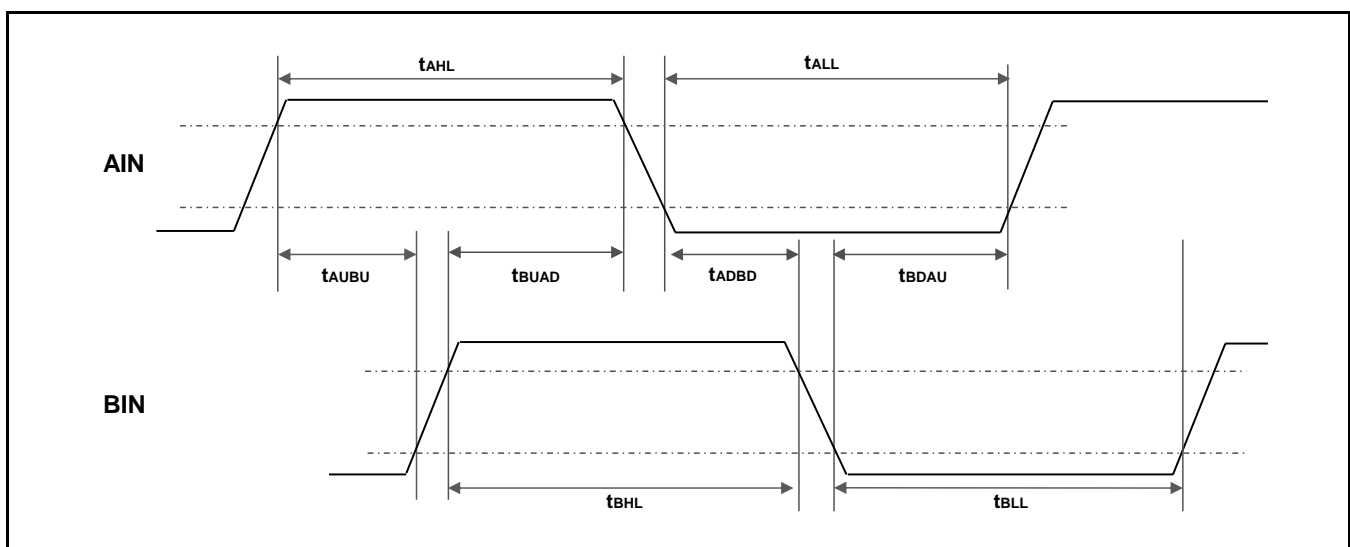 tAHL
tALL
AIN
tAUBU
tBUAD
tADBD
tBDAU
BIN
tBHL
tBLL